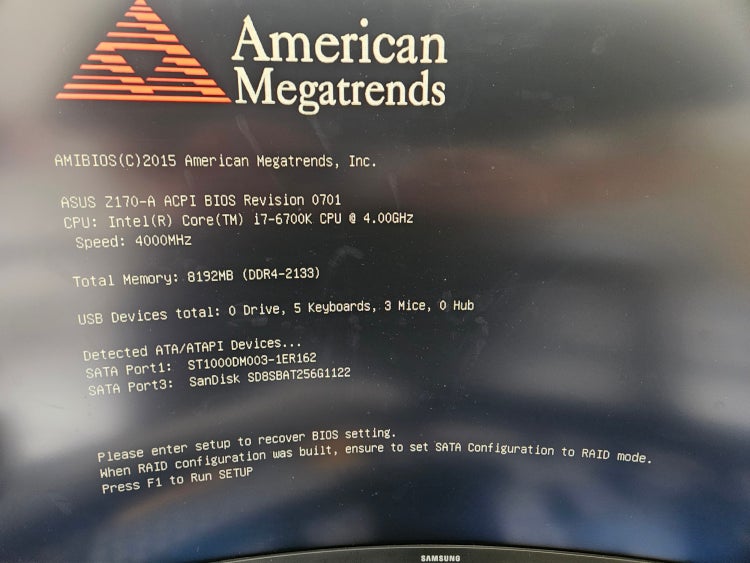 American
Megatrends
AMIBIOS(C)2015 American Megatrends, Inc.
ASUS Z170-A ACPI BIOS Revision 0701
CPU: Intel(R) Core(TM) i7-6700K CPU @ 4.00GHz
Speed: 4000MHz
Total Memory: 8192MB (DDR4-2133)
USB Devices total: 0 Drive, 5 Keyboards, 3 Mice, 0 Hub
Detected ATA/ATAPI Devices...
SATA Port1: ST1000DM003-1ER162
SATA Port3: SanDisk SD8SBAT256G1122
Please enter setup to recover BIOS setting.
When RAID configuration was built, ensure to set SATA Configuration to RAID mode.
Press F1 to Run SETUP
SAMSUNG